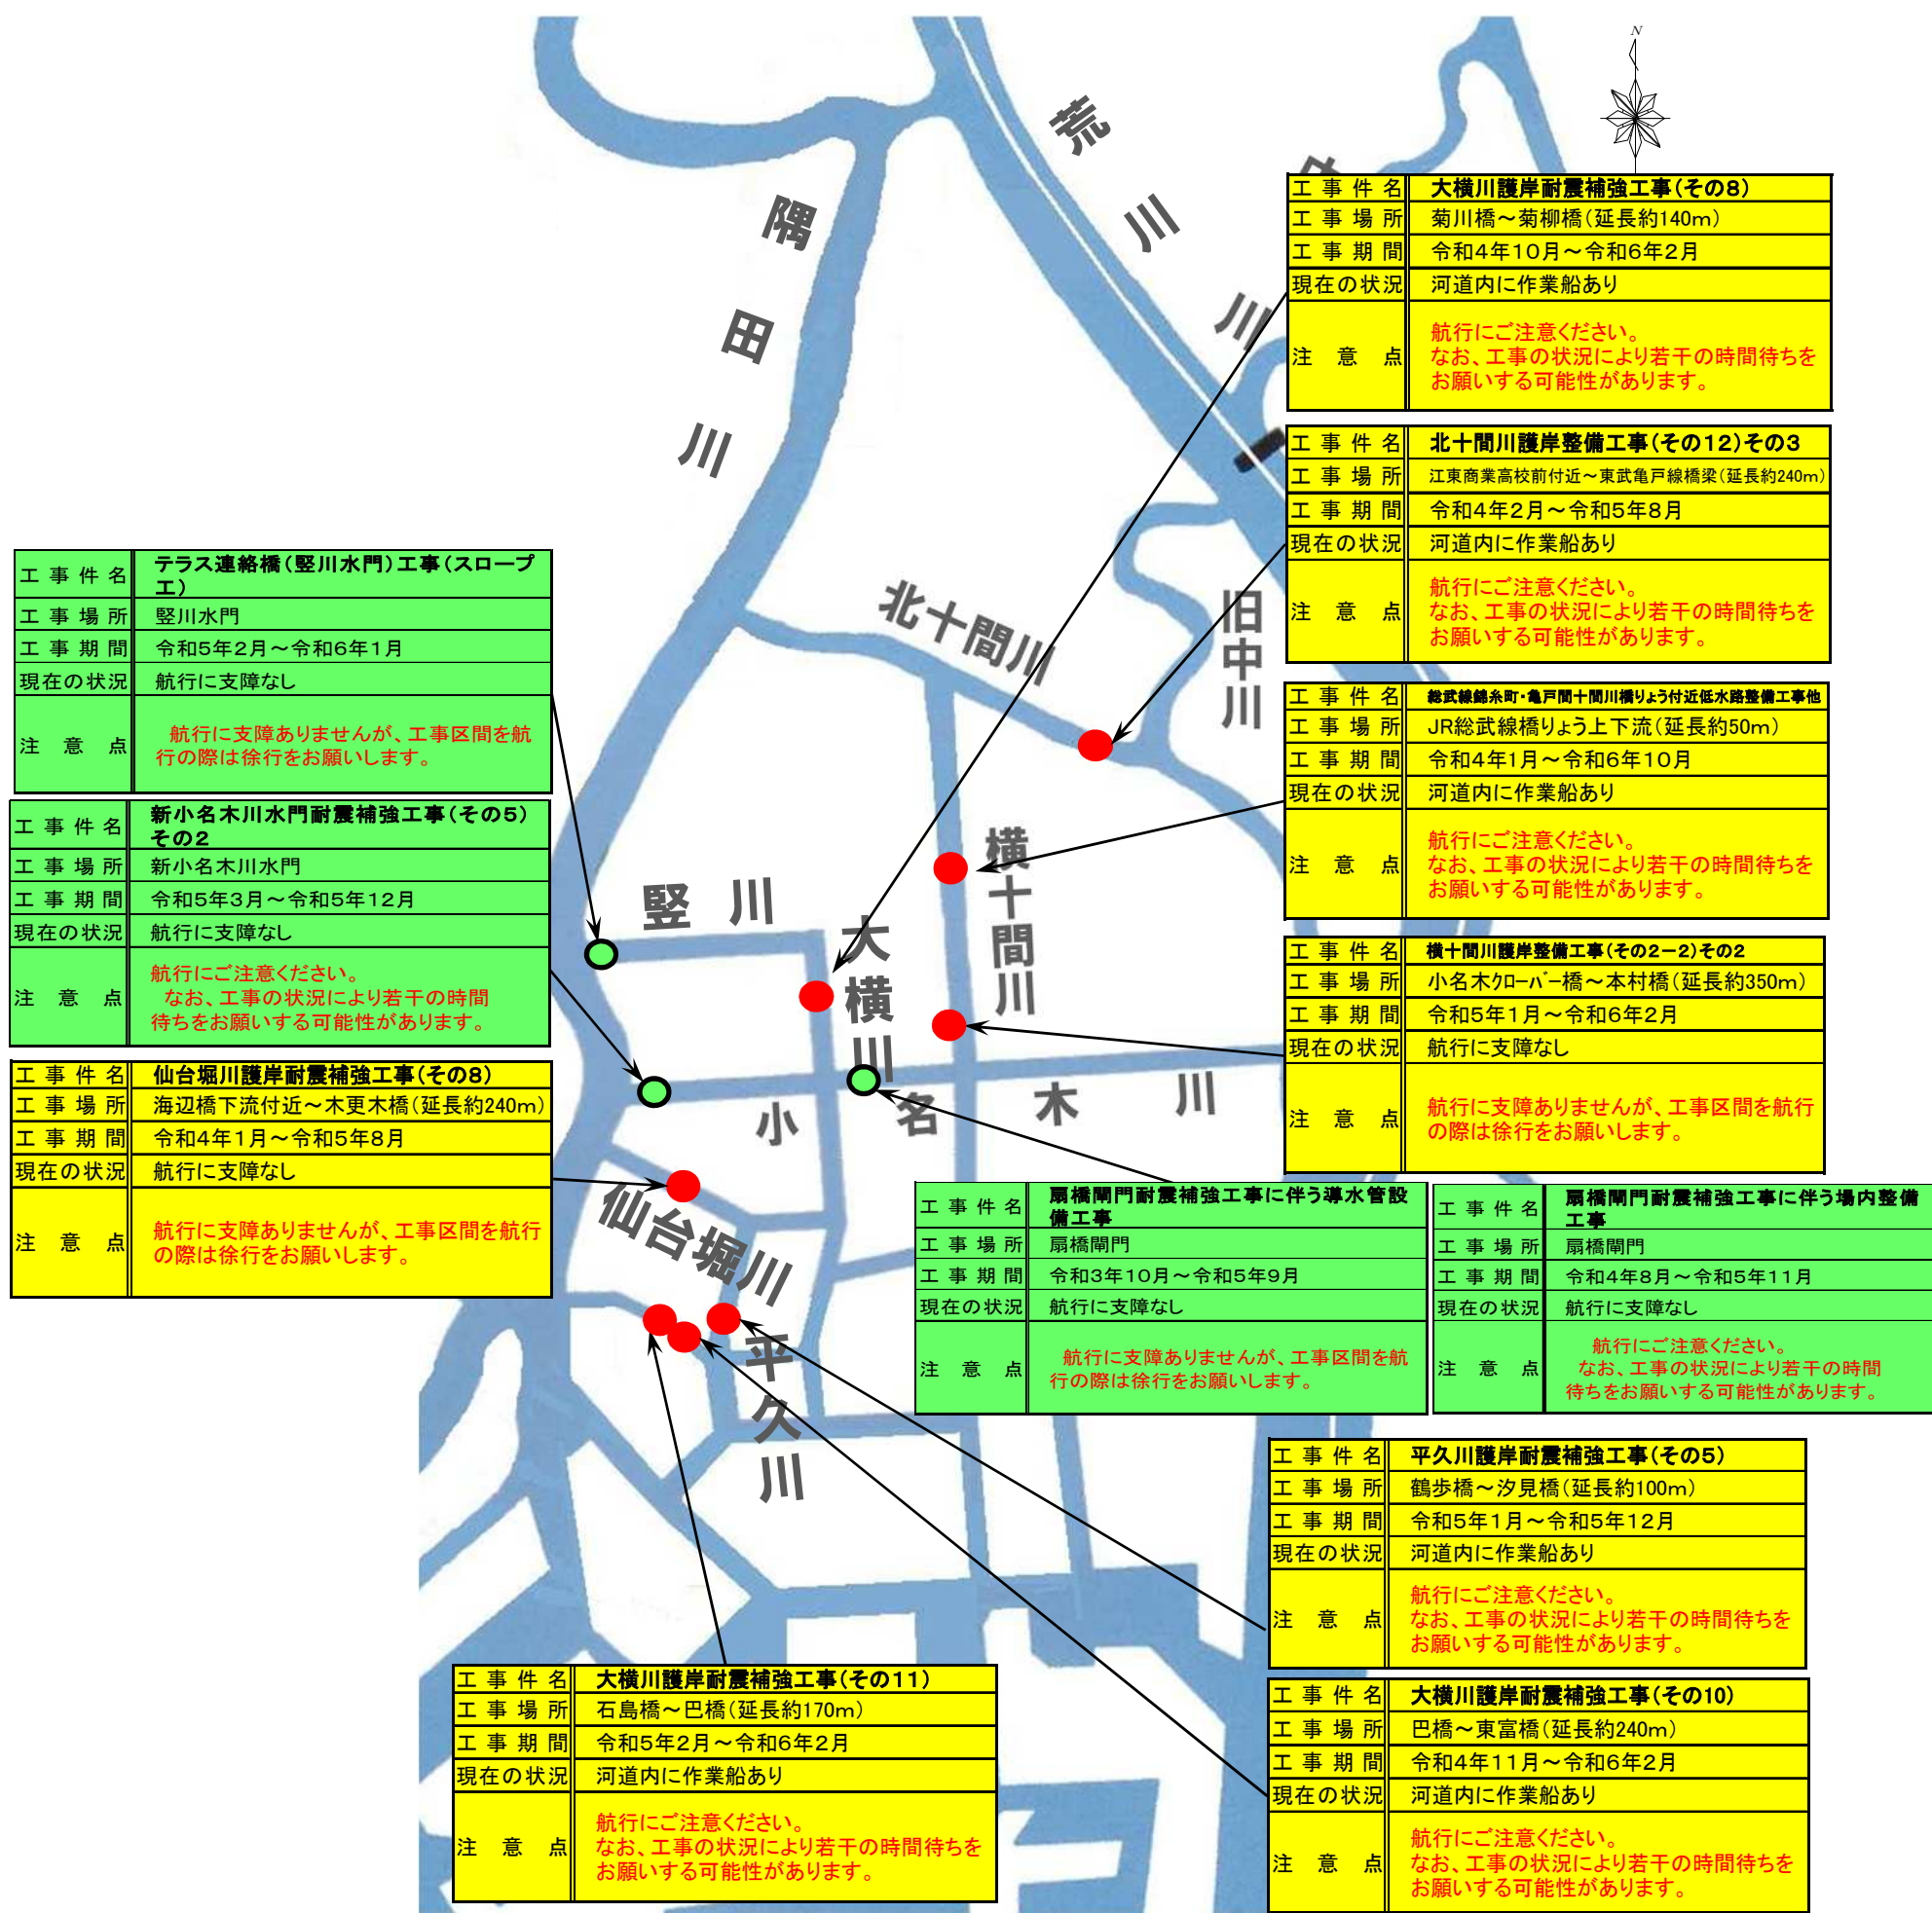 N
荒川
隅田川
川
北十間川
旧中川
竪川
大横川
横十間川
小名木川
仙台堀川
平久川
工事件名 大横川護岸耐震補強工事(その8)
工事場所 菊川橋～菊柳橋(延長約140m)
工事期間 令和4年10月～令和6年2月
現在の状況 河道内に作業船あり
注意点 航行にご注意ください。
なお、工事の状況により若干の時間待ちを
お願いする可能性があります。
工事件名 北十間川護岸整備工事(その12)その3
工事場所 江東商業高校前付近～東武亀戸線橋梁(延長約240m)
工事期間 令和4年2月～令和5年8月
現在の状況 河道内に作業船あり
注意点 航行にご注意ください。
なお、工事の状況により若干の時間待ちを
お願いする可能性があります。
工事件名 総武線錦糸町・亀戸間十間川橋りょう付近低水路整備工事他
工事場所 JR総武線橋りょう上下流(延長約50m)
工事期間 令和4年1月～令和6年10月
現在の状況 河道内に作業船あり
注意点 航行にご注意ください。
なお、工事の状況により若干の時間待ちを
お願いする可能性があります。
工事件名 横十間川護岸整備工事(その2－2)その2
工事場所 小名木クローバー橋～本村橋(延長約350m)
工事期間 令和5年1月～令和6年2月
現在の状況 航行に支障なし
注意点 航行に支障ありませんが、工事区間を航行
の際は徐行をお願いします。
工事件名 テラス連絡橋(竪川水門)工事(スロープ
工)
工事場所 竪川水門
工事期間 令和5年2月～令和6年1月
現在の状況 航行に支障なし
注意点 航行に支障ありませんが、工事区間を航
行の際は徐行をお願いします。
工事件名 新小名木川水門耐震補強工事(その5)
その2
工事場所 新小名木川水門
工事期間 令和5年3月～令和5年12月
現在の状況 航行に支障なし
注意点 航行にご注意ください。
なお、工事の状況により若干の時間
待ちをお願いする可能性があります。
工事件名 仙台堀川護岸耐震補強工事(その8)
工事場所 海辺橋下流付近～木更木橋(延長約240m)
工事期間 令和4年1月～令和5年8月
現在の状況 航行に支障なし
注意点 航行に支障ありませんが、工事区間を航行
の際は徐行をお願いします。
工事件名 扇橋閘門耐震補強工事に伴う導水管設
備工事
工事場所 扇橋閘門
工事期間 令和3年10月～令和5年9月
現在の状況 航行に支障なし
注意点 航行に支障ありませんが、工事区間を航
行の際は徐行をお願いします。
工事件名 扇橋閘門耐震補強工事に伴う場内整備
工事
工事場所 扇橋閘門
工事期間 令和4年8月～令和5年11月
現在の状況 航行に支障なし
注意点 航行にご注意ください。
なお、工事の状況により若干の時間
待ちをお願いする可能性があります。
工事件名 平久川護岸耐震補強工事(その5)
工事場所 鶴歩橋～汐見橋(延長約100m)
工事期間 令和5年1月～令和5年12月
現在の状況 河道内に作業船あり
注意点 航行にご注意ください。
なお、工事の状況により若干の時間待ちを
お願いする可能性があります。
工事件名 大横川護岸耐震補強工事(その11)
工事場所 石島橋～巴橋(延長約170m)
工事期間 令和5年2月～令和6年2月
現在の状況 河道内に作業船あり
注意点 航行にご注意ください。
なお、工事の状況により若干の時間待ちを
お願いする可能性があります。
工事件名 大横川護岸耐震補強工事(その10)
工事場所 巴橋～東富橋(延長約240m)
工事期間 令和4年11月～令和6年2月
現在の状況 河道内に作業船あり
注意点 航行にご注意ください。
なお、工事の状況により若干の時間待ちを
お願いする可能性があります。